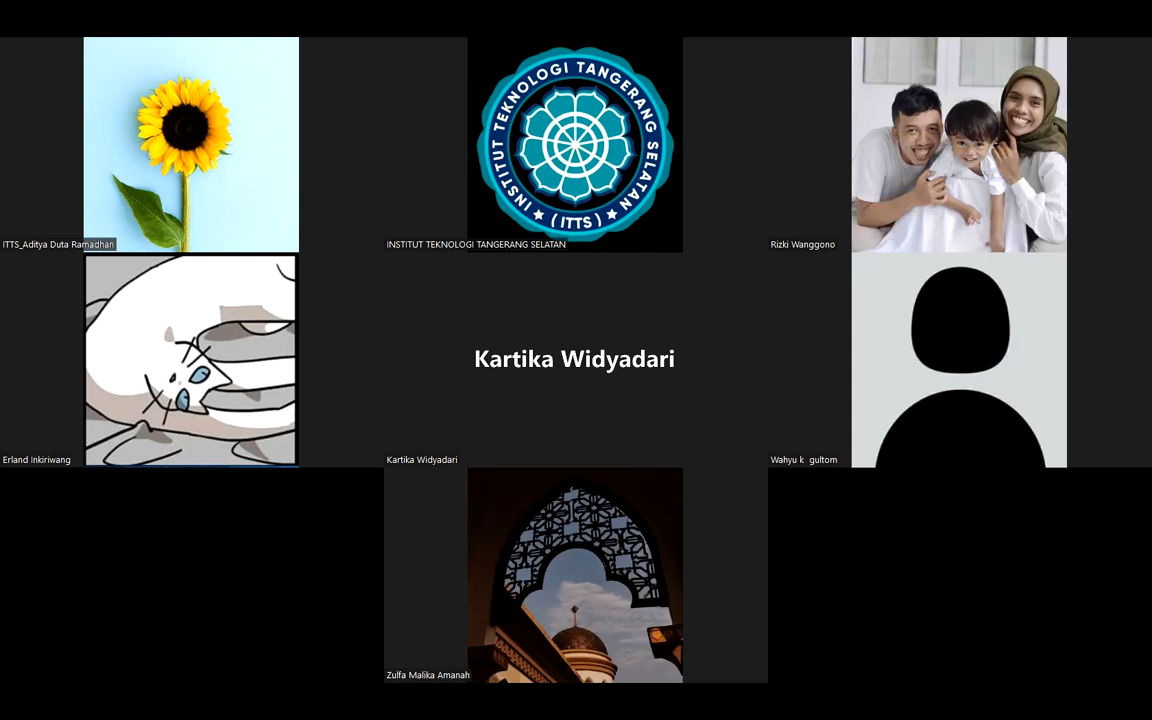 INSTITUT TEKNOLOGI TANGERANG SELATAN
( ITTS )
ITTS_Aditya Duta Ramadhan
INSTITUT TEKNOLOGI TANGERANG SELATAN
Rizki Wanggono
Kartika Widyadari
Erland Inkiriwang
Kartika Widyadari
Wahyu k gultom
Zulfa Malika Amanah